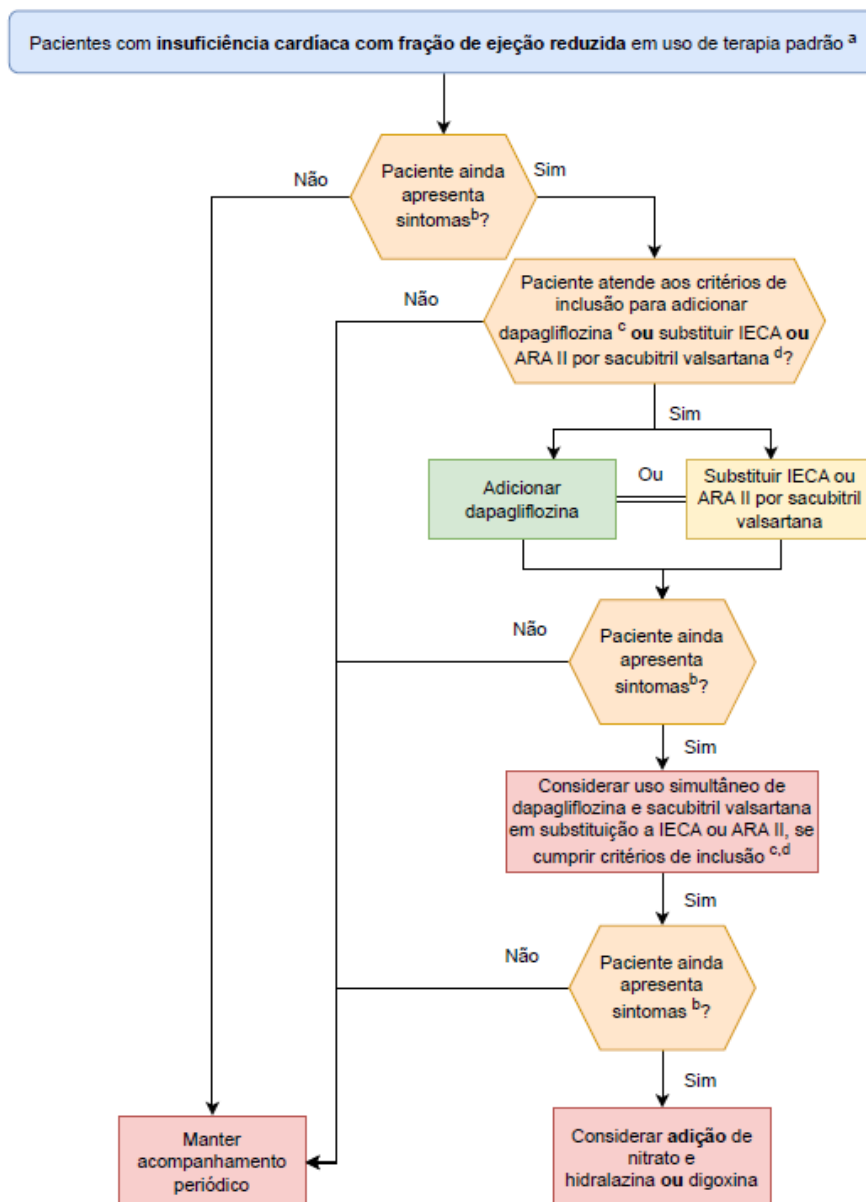 Pacientes com insuficiência cardíaca com fração de ejeção reduzida em uso de terapia padrão a
Não
Paciente ainda
apresenta
sintomasb?
Sim
Não
Paciente atende aos critérios de
inclusão para adicionar
dapagliflozina c ou substituir IECA ou
ARA II por sacubitril valsartana d?
Sim
Adicionar
dapagliflozina
Ou
Substituir IECA ou
ARA II por sacubitril
valsartana
Não
Paciente ainda
apresenta
sintomasb?
Sim
Considerar uso simultâneo de
dapagliflozina e sacubitril valsartana
em substituição a IECA ou ARA II, se
cumprir critérios de inclusão c,d
Sim
Não
Paciente ainda
apresenta
sintomas b?
Sim
Manter
acompanhamento
periódico
Considerar adição de
nitrato e
hidralazina ou digoxina